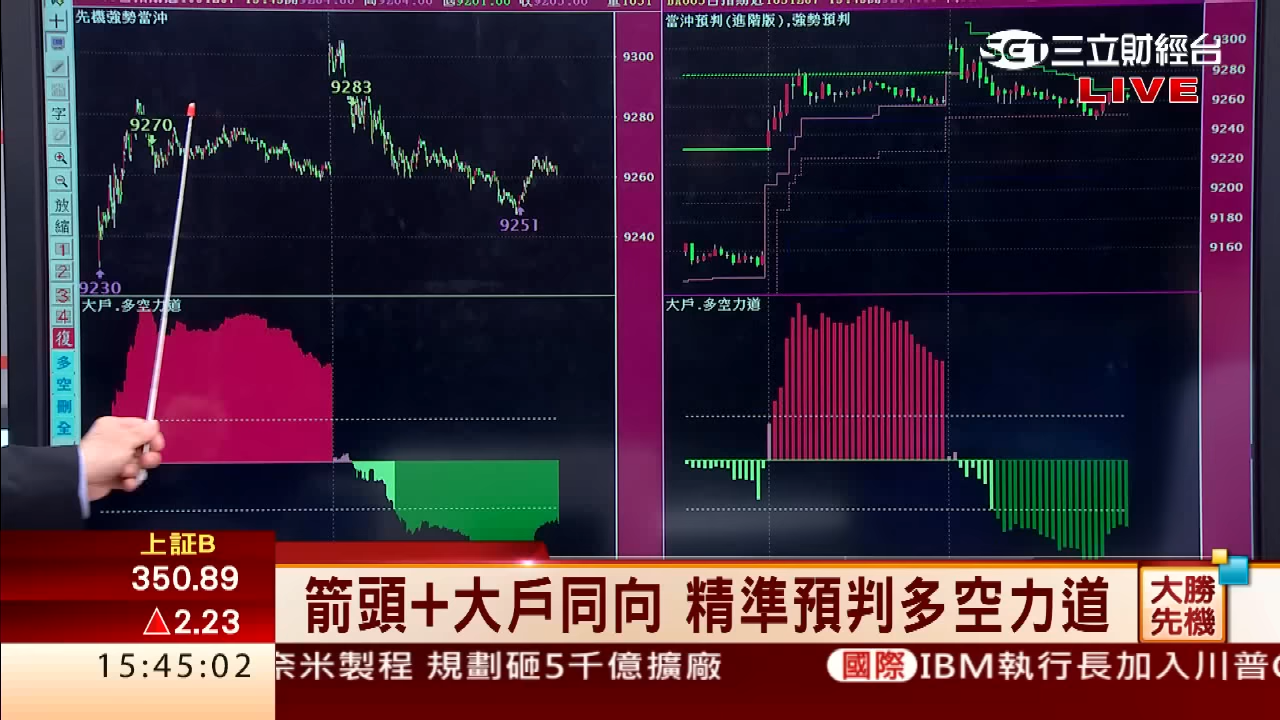 先機強勢當沖
當沖預判(進階版),強勢預判
SET三立財經台
LIVE
字
放
縮
1
2
3
4
復
多
空
刪
全
9270
9283
9251
9230
9300
9280
9260
9240
9300
9280
9260
9240
9220
9200
9180
9160
大戶.多空力道
大戶.多空力道
上証B
350.89
△2.23
15:45:02
箭頭+大戶同向 精準預判多空力道
大勝
先機
奈米製程 規劃砸5千億擴廠
國際 IBM執行長加入川普